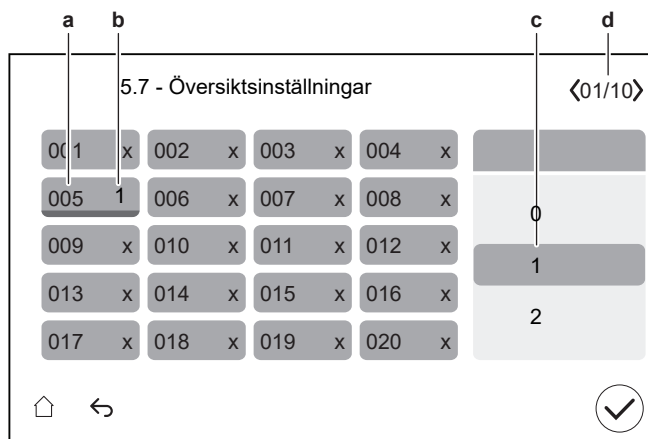 a b c d
5.7 - Översiktsinställningar 01/10
001 x 002 x 003 x 004 x
005 1 006 x 007 x 008 x
0
009 x 010 x 011 x 012 x
1
013 x 014 x 015 x 016 x
2
017 x 018 x 019 x 020 x